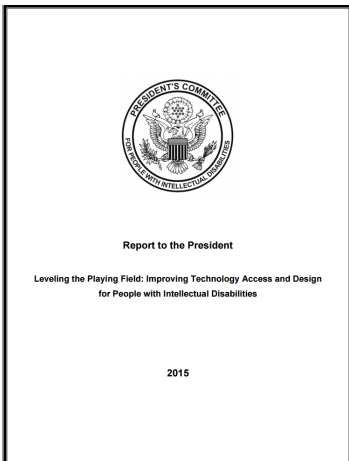 PRESIDENT'S COMMITTEE
FOR PEOPLE WITH INTELLECTUAL DISABILITIES
Report to the President
Leveling the Playing Field: Improving Technology Access and Design
for People with Intellectual Disabilities
2015